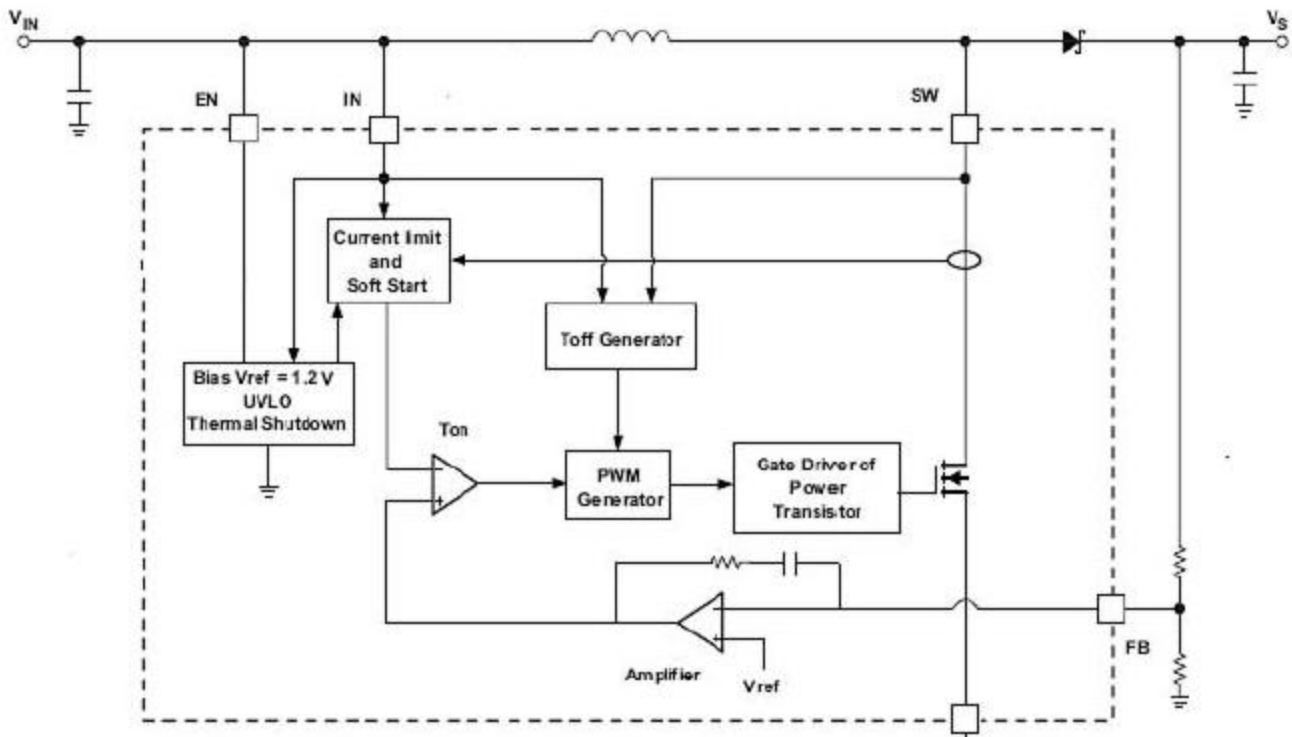 VIN
VS
EN
IN
SW
Current limit
and
Soft Start
Toff Generator
Bias Vref = 1.2 V
UVLO
Thermal Shutdown
Ton
PWM
Generator
Gate Driver of
Power
Transistor
Amplifier
Vref
FB